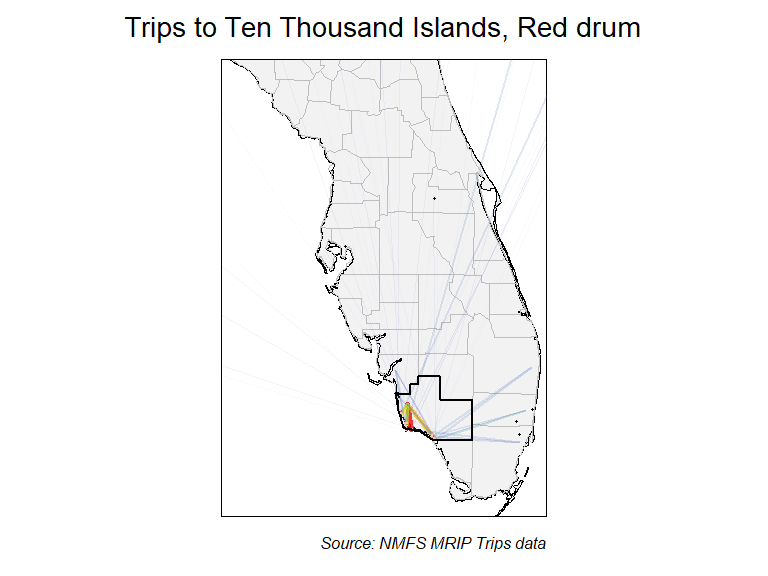 Trips to Ten Thousand Islands, Red drum
Source: NMFS MRIP Trips data